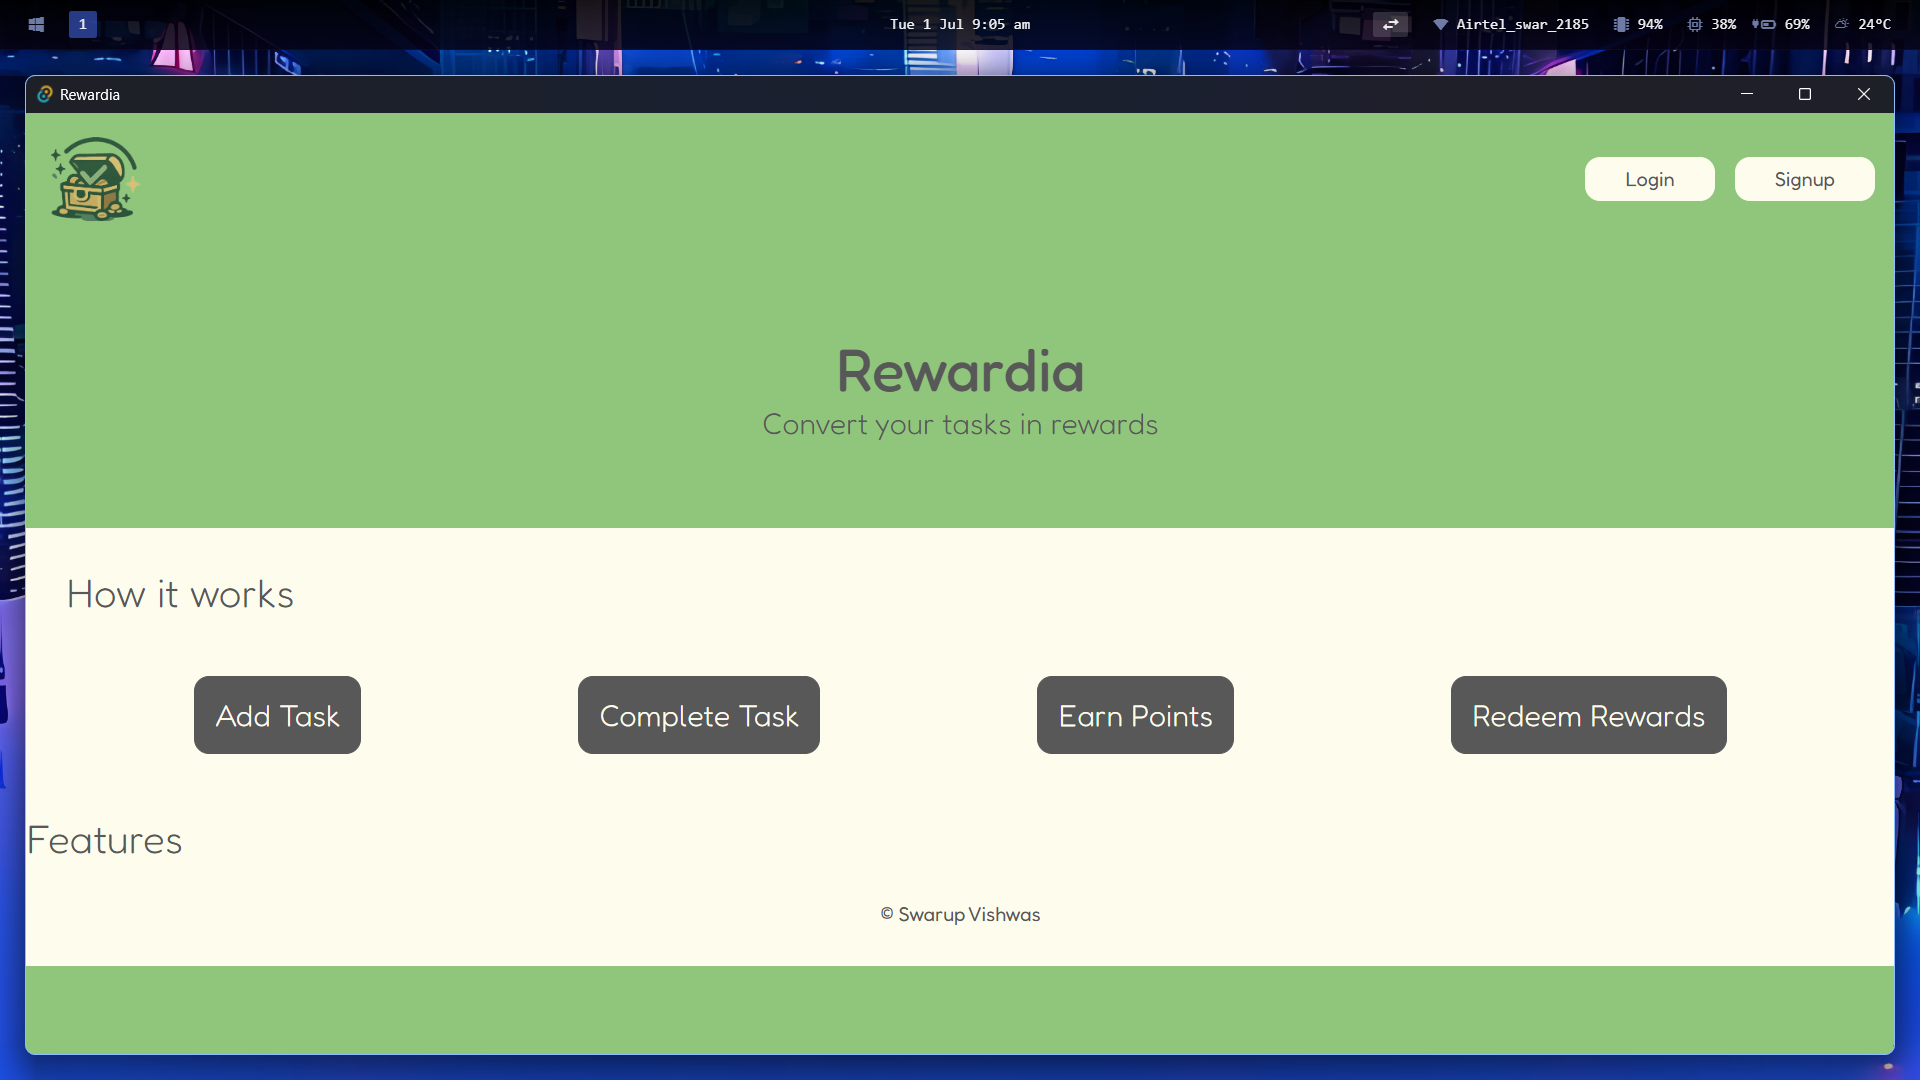 1
Tue 1 Jul 9:05 am
Airtel_swar_2185
94%
38%
69%
24°C
Rewardia
Login
Signup
Rewardia
Convert your tasks in rewards
How it works
Add Task
Complete Task
Earn Points
Redeem Rewards
Features
© Swarup Vishwas